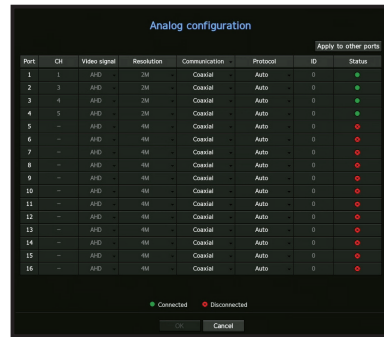 Analog configuration
Apply to other ports
Port CH Video signal Resolution Communication Protocol ID Status
1 1 AHD 2M Coaxial Auto 0
2 3 AHD 2M Coaxial Auto 0
3 4 AHD 2M Coaxial Auto 0
4 5 AHD 2M Coaxial Auto 0
5 – AHD 4M Coaxial Auto 0
6 – AHD 4M Coaxial Auto 0
7 – AHD 4M Coaxial Auto 0
8 – AHD 4M Coaxial Auto 0
9 – AHD 4M Coaxial Auto 0
10 – AHD 4M Coaxial Auto 0
11 – AHD 4M Coaxial Auto 0
12 – AHD 4M Coaxial Auto 0
13 – AHD 4M Coaxial Auto 0
14 – AHD 4M Coaxial Auto 0
15 – AHD 4M Coaxial Auto 0
16 – AHD 4M Coaxial Auto 0
Connected Disconnected
OK Cancel